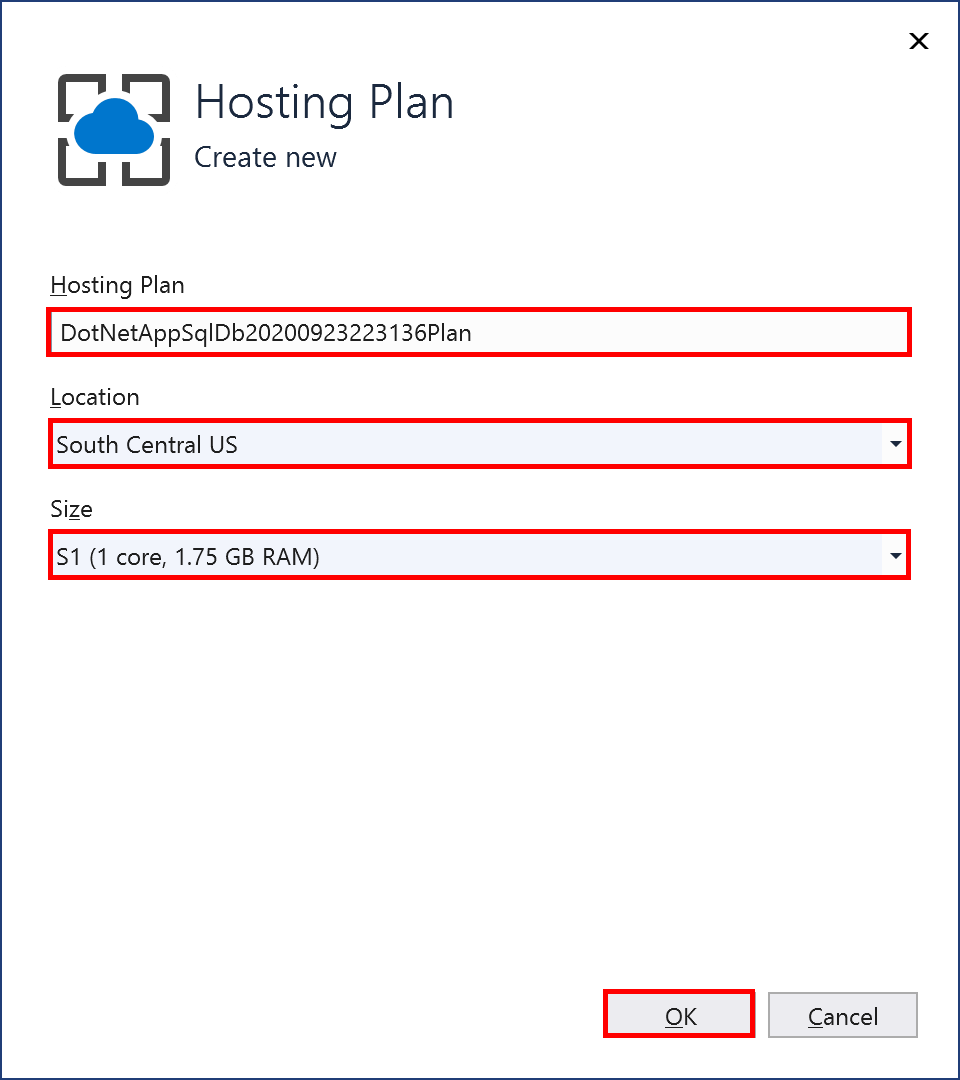 Hosting Plan
Create new
Hosting Plan
DotNetAppSqlDb20200923223136Plan
Location
South Central US
Size
S1 (1 core, 1.75 GB RAM)
OK
Cancel